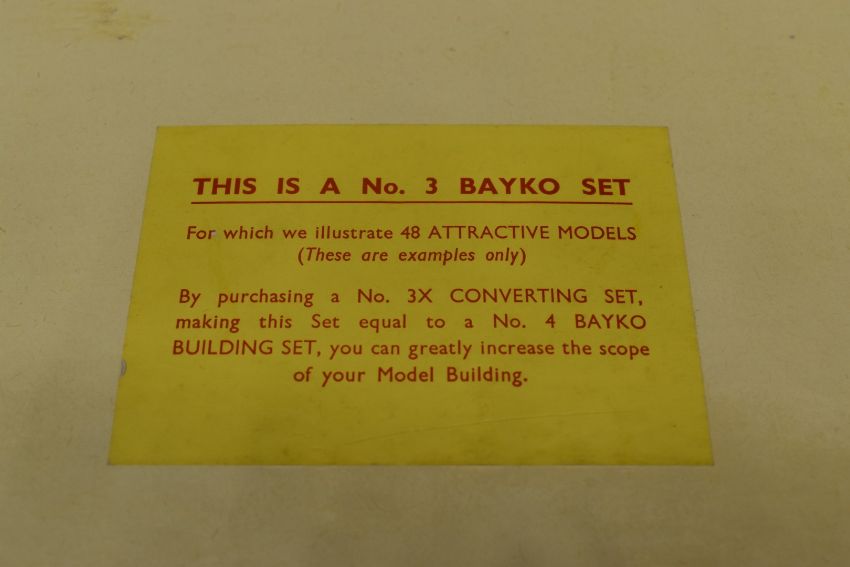 THIS IS A No. 3 BAYKO SET
For which we illustrate 48 ATTRACTIVE MODELS
(These are examples only)
By purchasing a No. 3X CONVERTING SET,
making this Set equal to a No. 4 BAYKO
BUILDING SET, you can greatly increase the scope
of your Model Building.